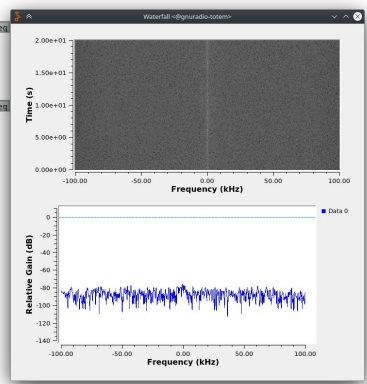 Waterfall <@gnuradio-totem>
eq
eq
Time (s)
2.00e+01
1.50e+01
1.00e+01
5.00e+00
0.00e+00
-100.00 -50.00 0.00 50.00 100.00
Frequency (kHz)
Relative Gain (dB)
0
-20
-40
-60
-80
-100
-120
-140
Data 0
-100.00 -50.00 0.00 50.00 100.00
Frequency (kHz)